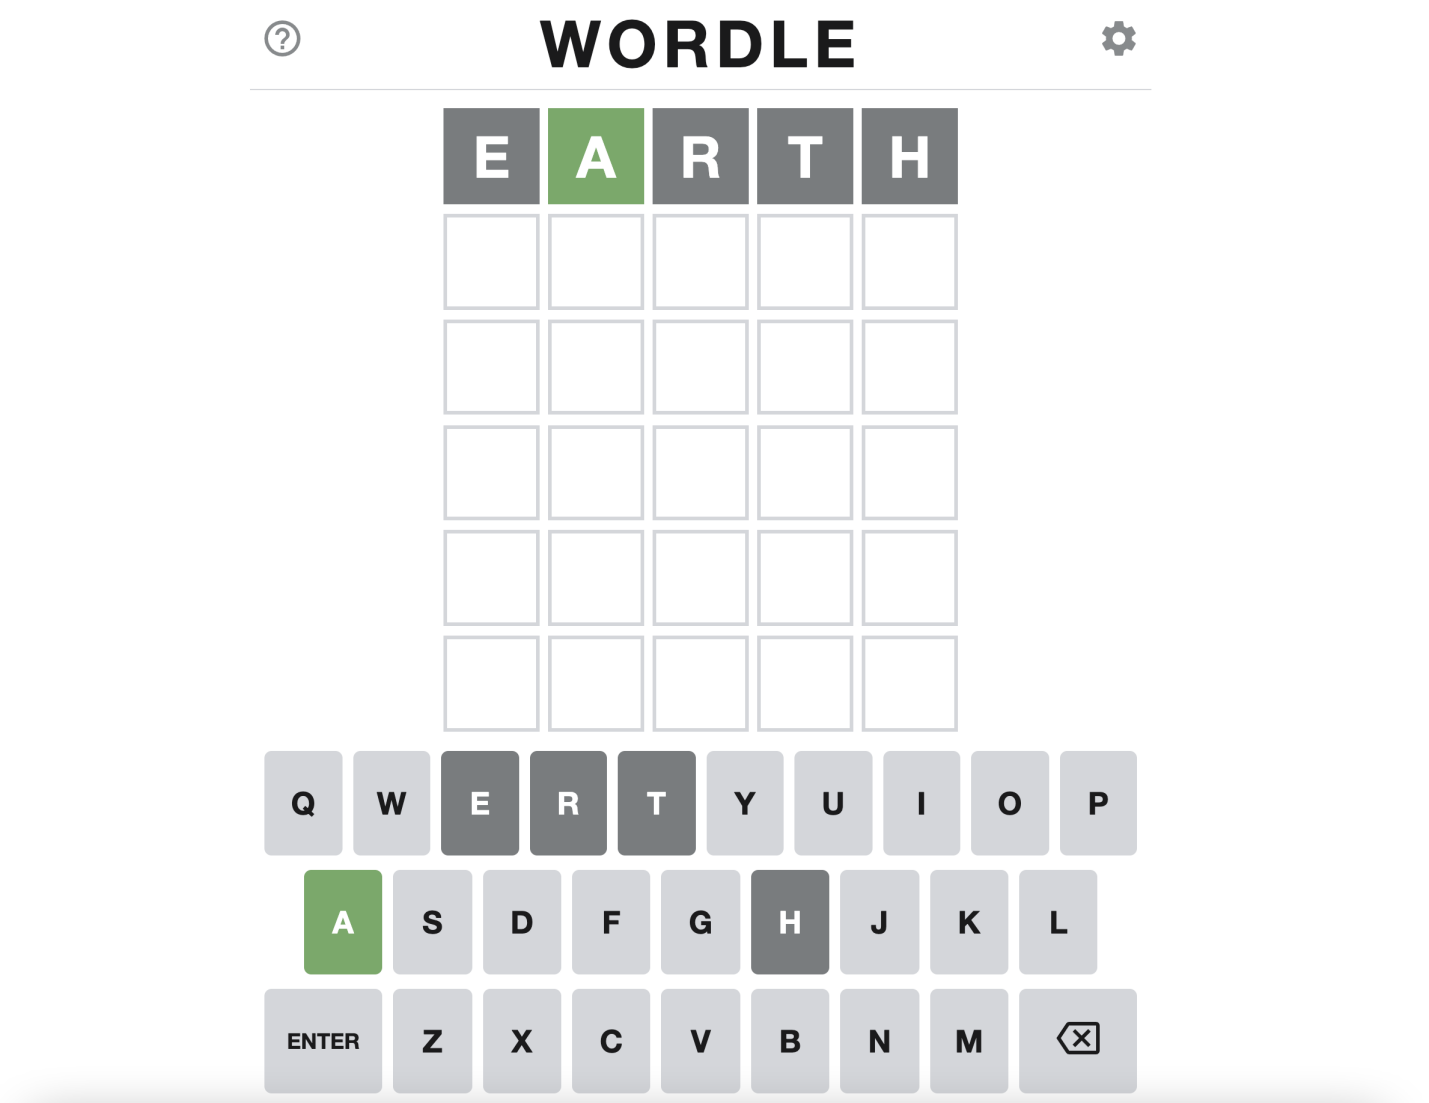 WORDLE
E A R T H
Q W E R T Y U I O P
A S D F G H J K L
ENTER Z X C V B N M